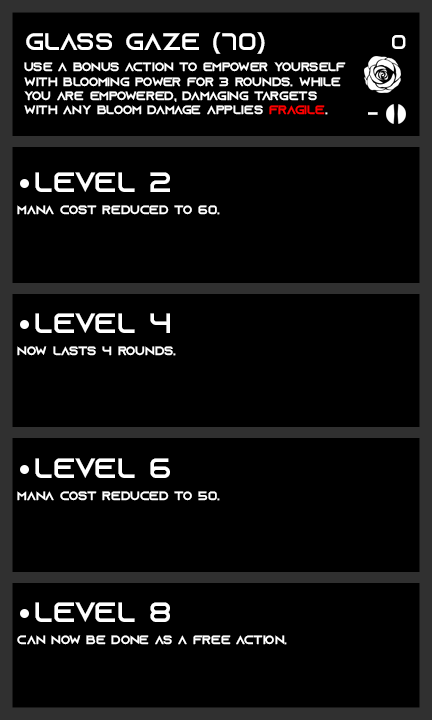 GLASS GAZE (70)
0
USE A BONUS ACTION TO EMPOWER YOURSELF
WITH BLOOMING POWER FOR 3 ROUNDS. WHILE
YOU ARE EMPOWERED, DAMAGING TARGETS
WITH ANY BLOOM DAMAGE APPLIES FRAGILE.
-
•LEVEL 2
MANA COST REDUCED TO 60.
•LEVEL 4
NOW LASTS 4 ROUNDS.
•LEVEL 6
MANA COST REDUCED TO 50.
•LEVEL 8
CAN NOW BE DONE AS A FREE ACTION.